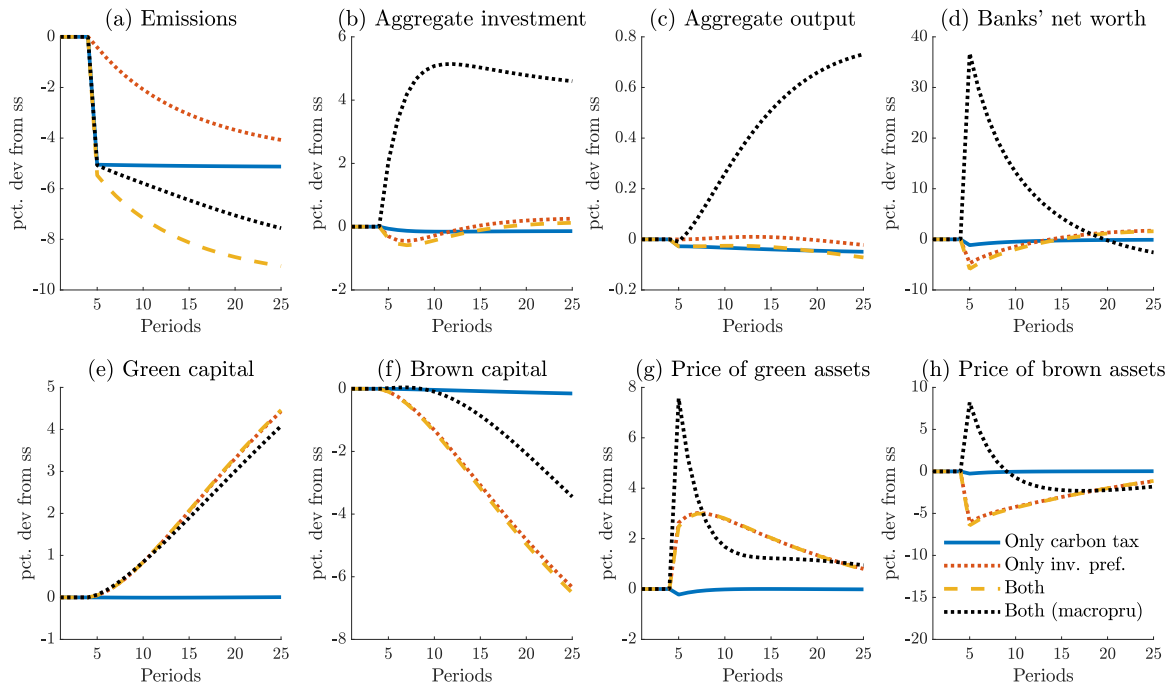 (a) Emissions
pct. dev from ss
0
-2
-4
-6
-8
-10
5 10 15 20 25
Periods
(b) Aggregate investment
pct. dev from ss
6
4
2
0
-2
5 10 15 20 25
Periods
(c) Aggregate output
pct. dev from ss
0.8
0.6
0.4
0.2
0
0.2
5 10 15 20 25
Periods
(d) Banks' net worth
pct. dev from ss
40
30
20
10
0
-10
5 10 15 20 25
Periods
(e) Green capital
pct. dev from ss
5
4
3
2
1
0
-1
5 10 15 20 25
Periods
(f) Brown capital
pct. dev from ss
0
-2
-4
-6
-8
5 10 15 20 25
Periods
(g) Price of green assets
pct. dev from ss
8
6
4
2
0
-2
5 10 15 20 25
Periods
(h) Price of brown assets
pct. dev from ss
10
5
0
-5
-10
-15
-20
Only carbon tax
Only inv. pref.
Both
Both (macropru)
5 10 15 20 25
Periods